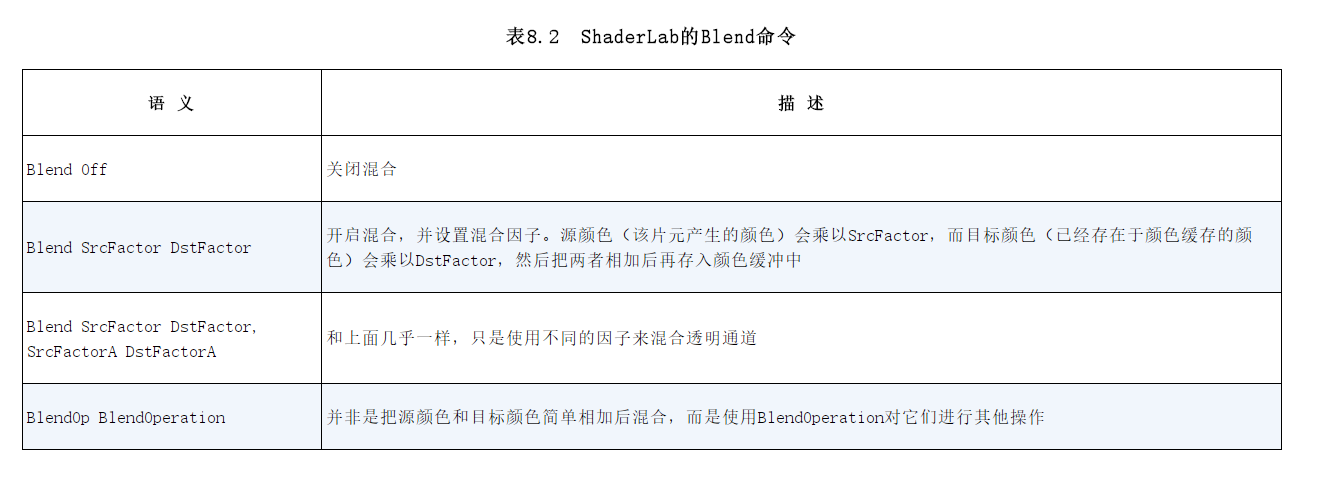 表8.2 ShaderLab的Blend命令
语 义
描 述
Blend Off
关闭混合
Blend SrcFactor DstFactor
开启混合，并设置混合因子。源颜色（该片元产生的颜色）会乘以SrcFactor，而目标颜色（已经存在于颜色缓存的颜
色）会乘以DstFactor，然后把两者相加后再存入颜色缓冲中
Blend SrcFactor DstFactor,
SrcFactorA DstFactorA
和上面几乎一样，只是使用不同的因子来混合透明通道
BlendOp BlendOperation
并非是把源颜色和目标颜色简单相加后混合，而是使用BlendOperation对它们进行其他操作